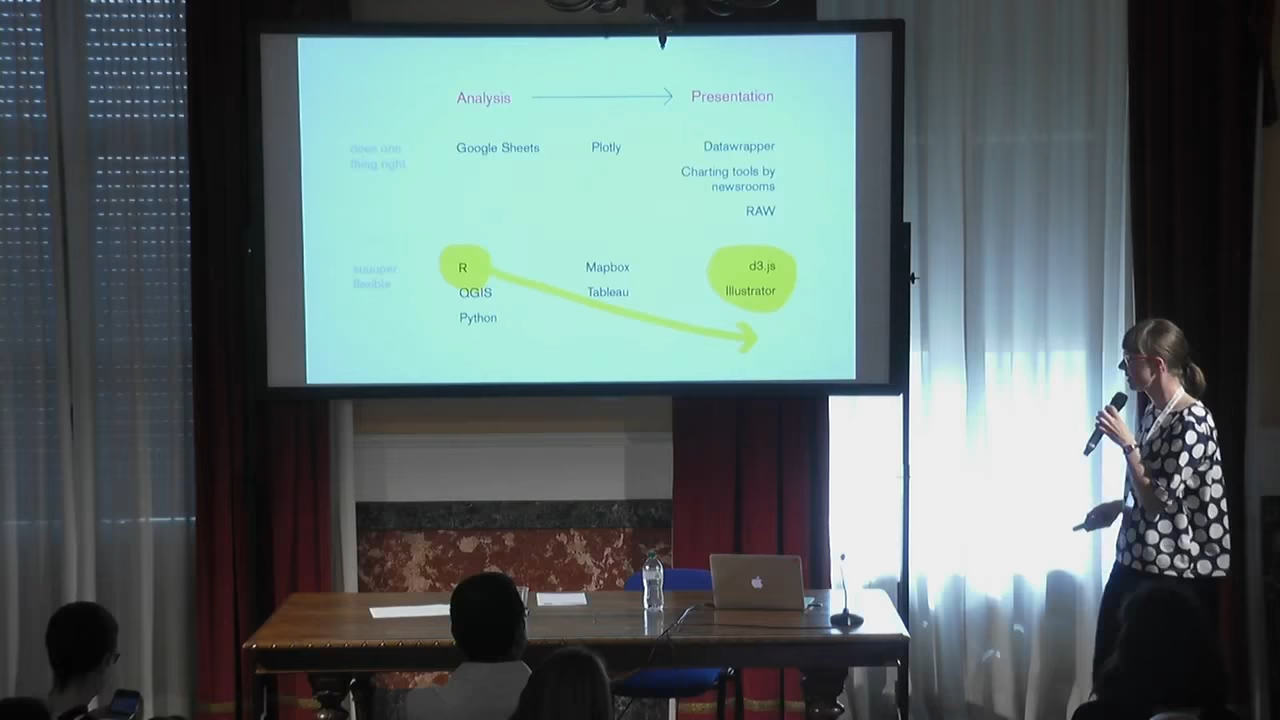 Analysis Presentation
does one
thing right
Google Sheets Plotly Datawrapper
Charting tools by
newsrooms
RAW
suuuper
flexible
R Mapbox d3.js
QGIS Tableau Illustrator
Python